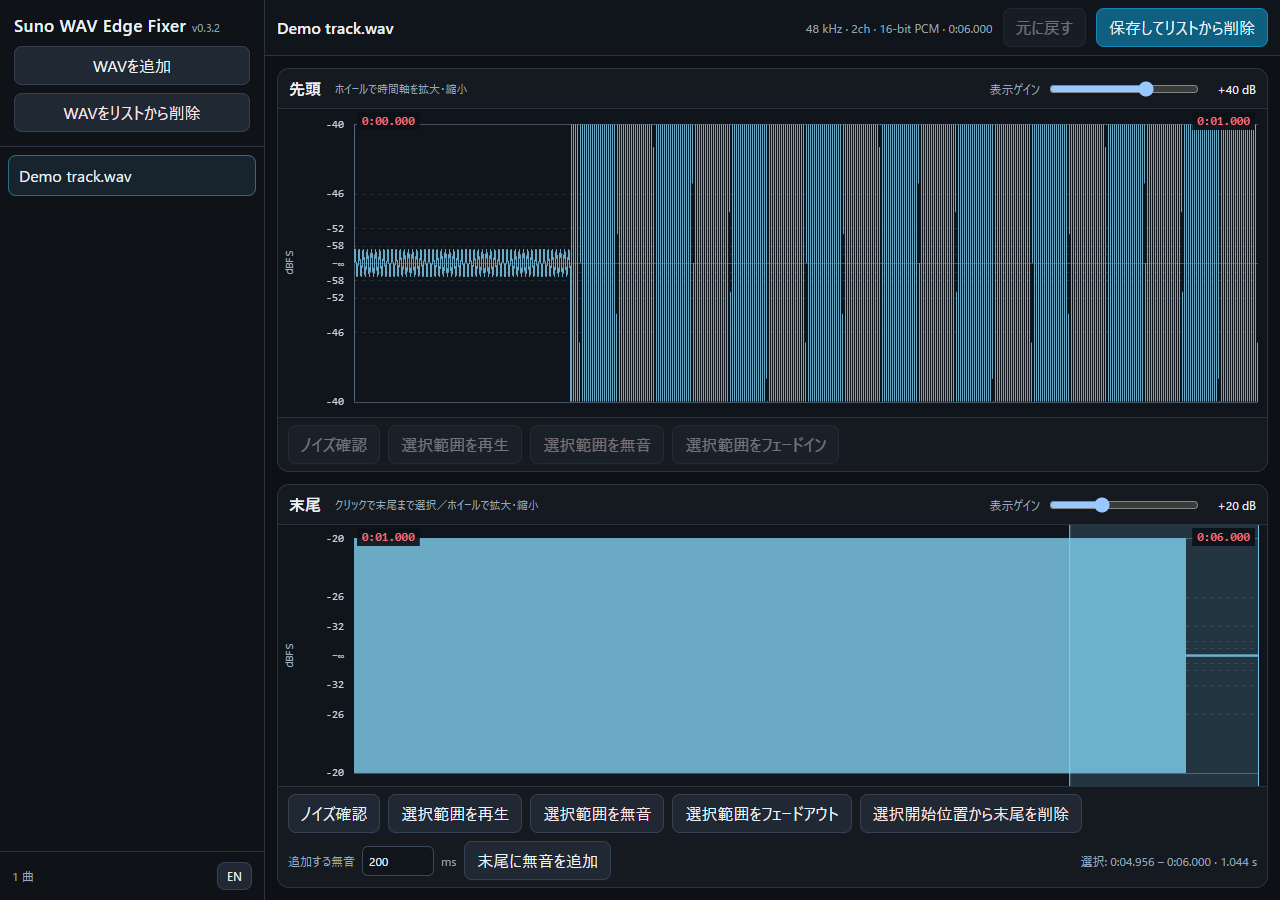 Suno WAV Edge Fixer v0.3.2
WAVを追加
WAVをリストから削除
Demo track.wav
1 曲
EN
Demo track.wav
48 kHz · 2ch · 16-bit PCM · 0:06.000
元に戻す
保存してリストから削除
先頭
ホイールで時間軸を拡大・縮小
表示ゲイン
+40 dB
0:00.000
0:01.000
dBFS
-40
-46
-52
-58
-∞
-58
-52
-46
-40
ノイズ確認
選択範囲を再生
選択範囲を無音
選択範囲をフェードイン
末尾
クリックで末尾まで選択／ホイールで拡大・縮小
表示ゲイン
+20 dB
0:01.000
0:06.000
dBFS
-20
-26
-32
-∞
-32
-26
-20
ノイズ確認
選択範囲を再生
選択範囲を無音
選択範囲をフェードアウト
選択開始位置から末尾を削除
追加する無音
200
ms
末尾に無音を追加
選択: 0:04.956 – 0:06.000 · 1.044 s